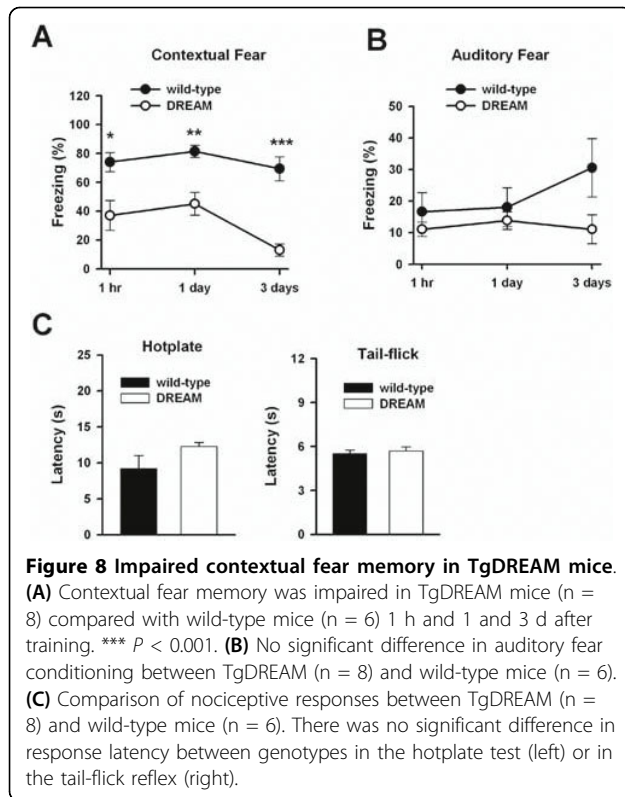 A
B
Contextual Fear
Auditory Fear
wild-type
DREAM
wild-type
DREAM
Freezing (%)
120
100
80
60
40
20
0
*
**
***
1 hr
1 day
3 days
Freezing (%)
50
40
30
20
10
0
1 hr
1 day
3 days
C
Hotplate
Tail-flick
Latency (s)
25
20
15
10
5
0
wild-type
DREAM
Latency (s)
12
9
6
3
0
wild-type
DREAM
Figure 8 Impaired contextual fear memory in TgDREAM mice.
(A) Contextual fear memory was impaired in TgDREAM mice (n =
8) compared with wild-type mice (n = 6) 1 h and 1 and 3 d after
training. *** P < 0.001. (B) No significant difference in auditory fear
conditioning between TgDREAM (n = 8) and wild-type mice (n = 6).
(C) Comparison of nociceptive responses between TgDREAM (n =
8) and wild-type mice (n = 6). There was no significant difference in
response latency between genotypes in the hotplate test (left) or in
the tail-flick reflex (right).